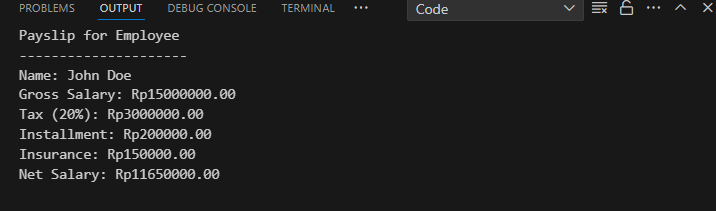 PROBLEMS OUTPUT DEBUG CONSOLE TERMINAL ··· Code ···
Payslip for Employee
---------------------
Name: John Doe
Gross Salary: Rp15000000.00
Tax (20%): Rp3000000.00
Installment: Rp200000.00
Insurance: Rp150000.00
Net Salary: Rp11650000.00